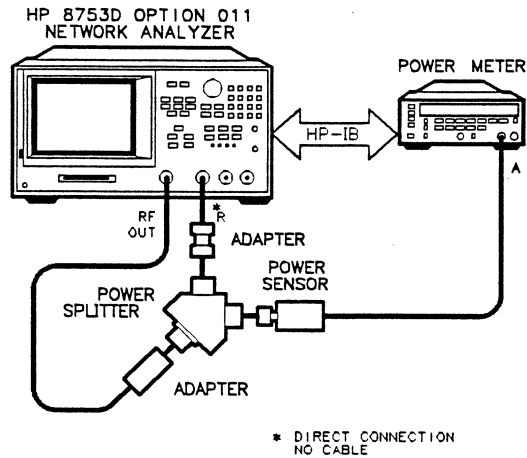 HP 8753D OPTION 011
NETWORK ANALYZER
POWER METER
HP-IB
A
RF
OUT
*
R
ADAPTER
POWER
SENSOR
POWER
SPLITTER
ADAPTER
* DIRECT CONNECTION
NO CABLE